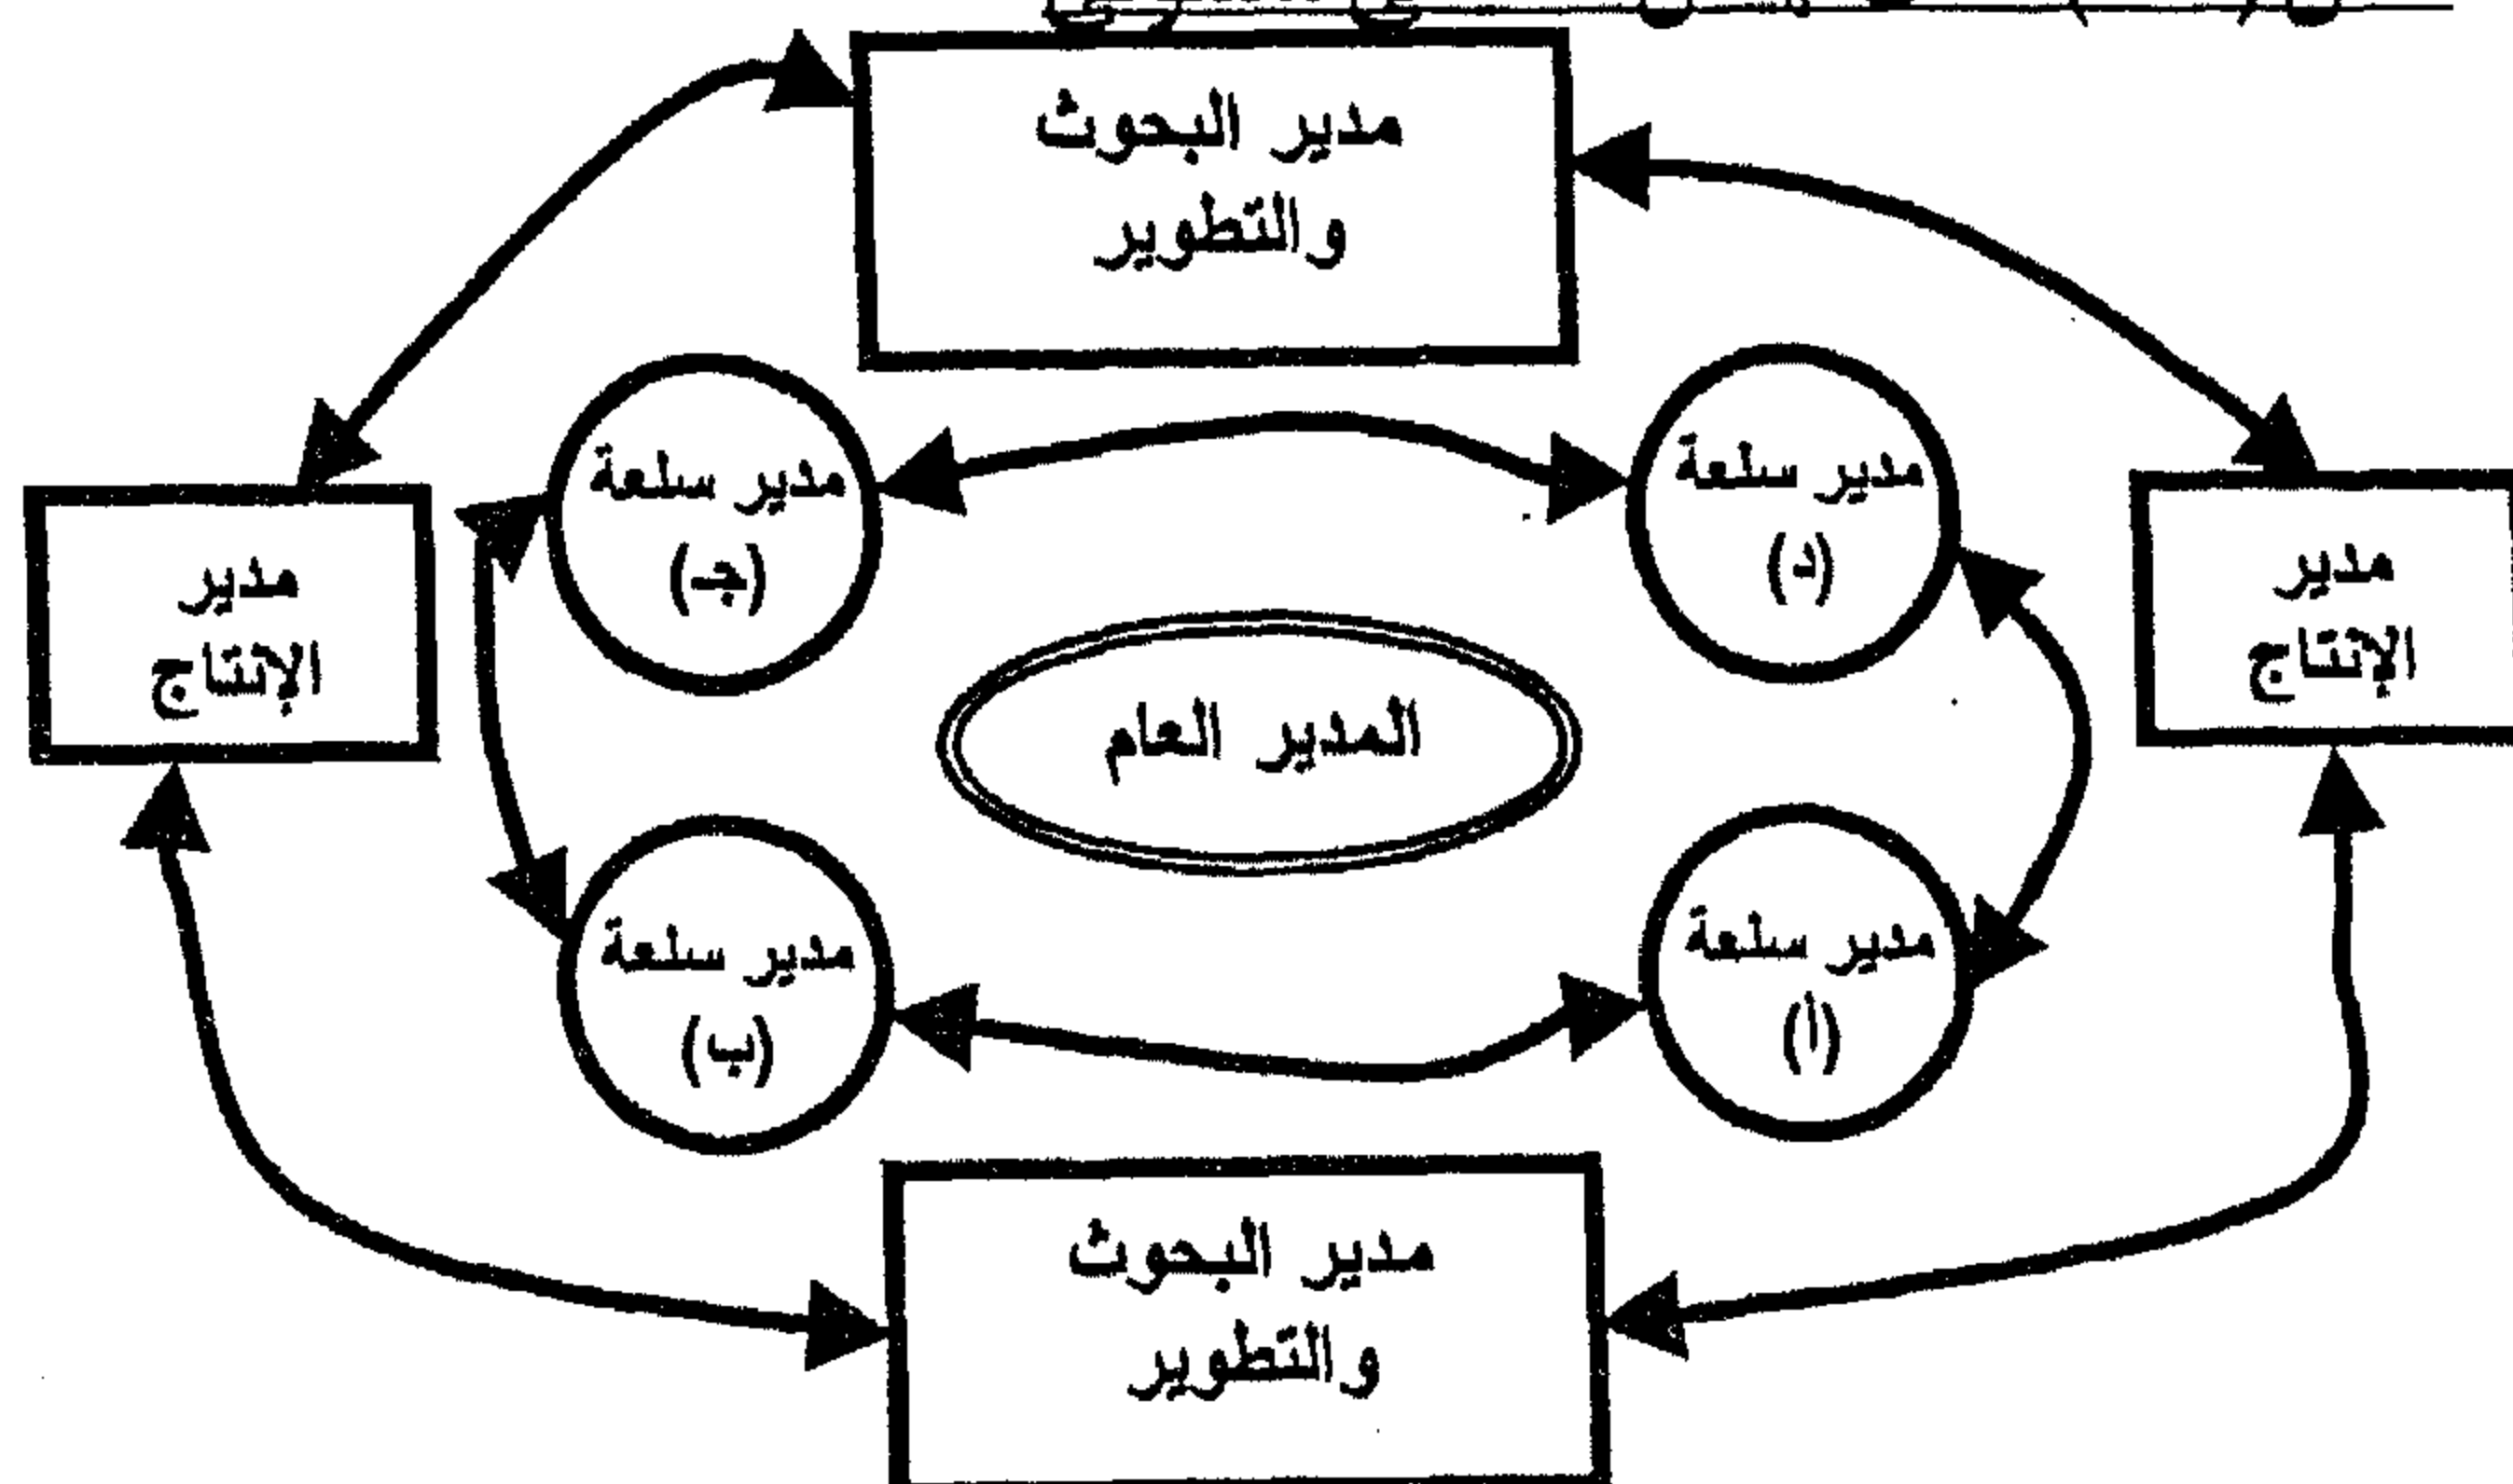 مدير البحوث
والتطوير
مدير سلعة
(د)
مدير سلعة
(جـ)
مدير
الإنتاج
مدير
الإنتاج
المدير العام
مدير سلعة
(أ)
مدير سلعة
(ب)
مدير البحوث
والتطوير